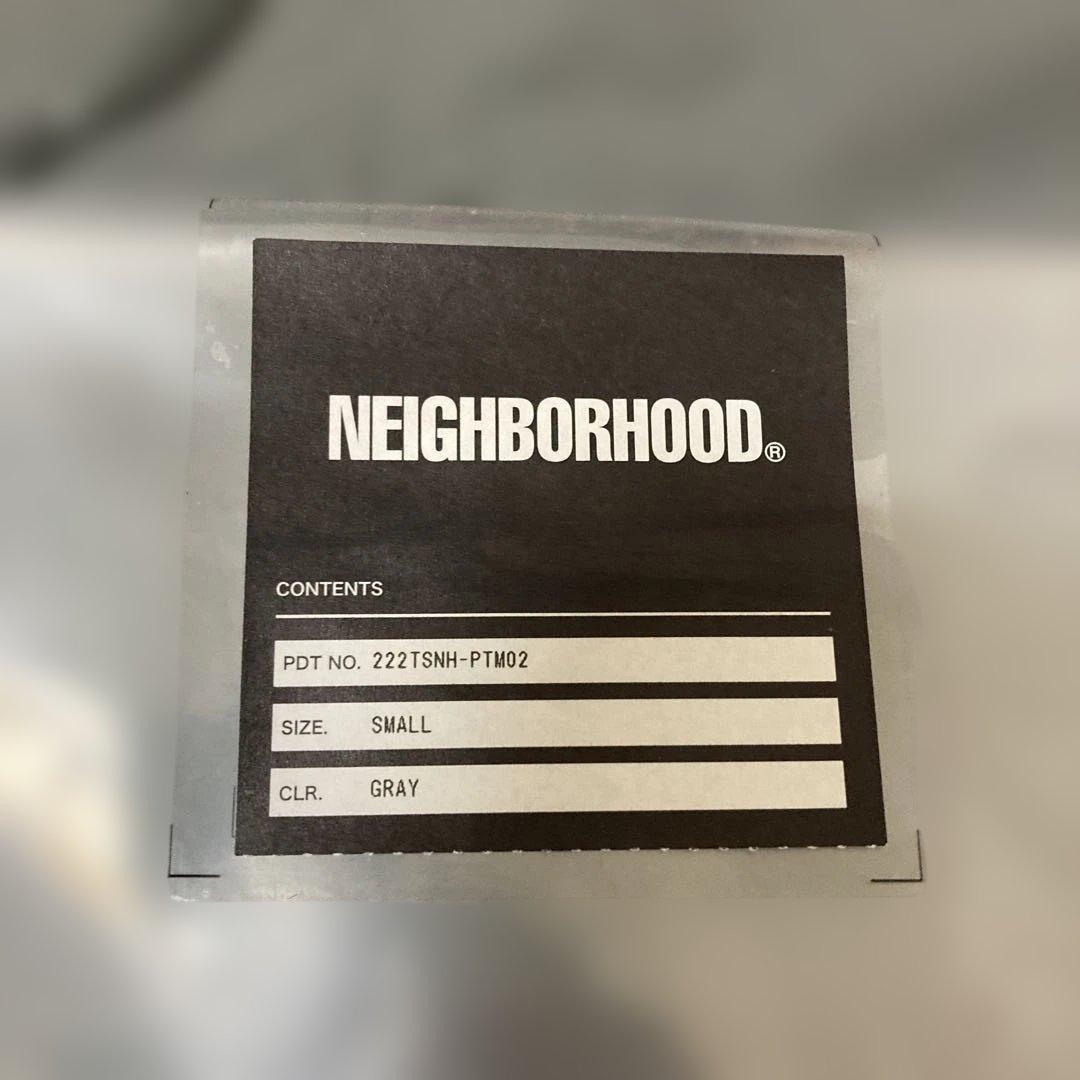 NEIGHBORHOOD®
CONTENTS
PDT NO. 222TSNH-PTM02
SIZE. SMALL
CLR. GRAY